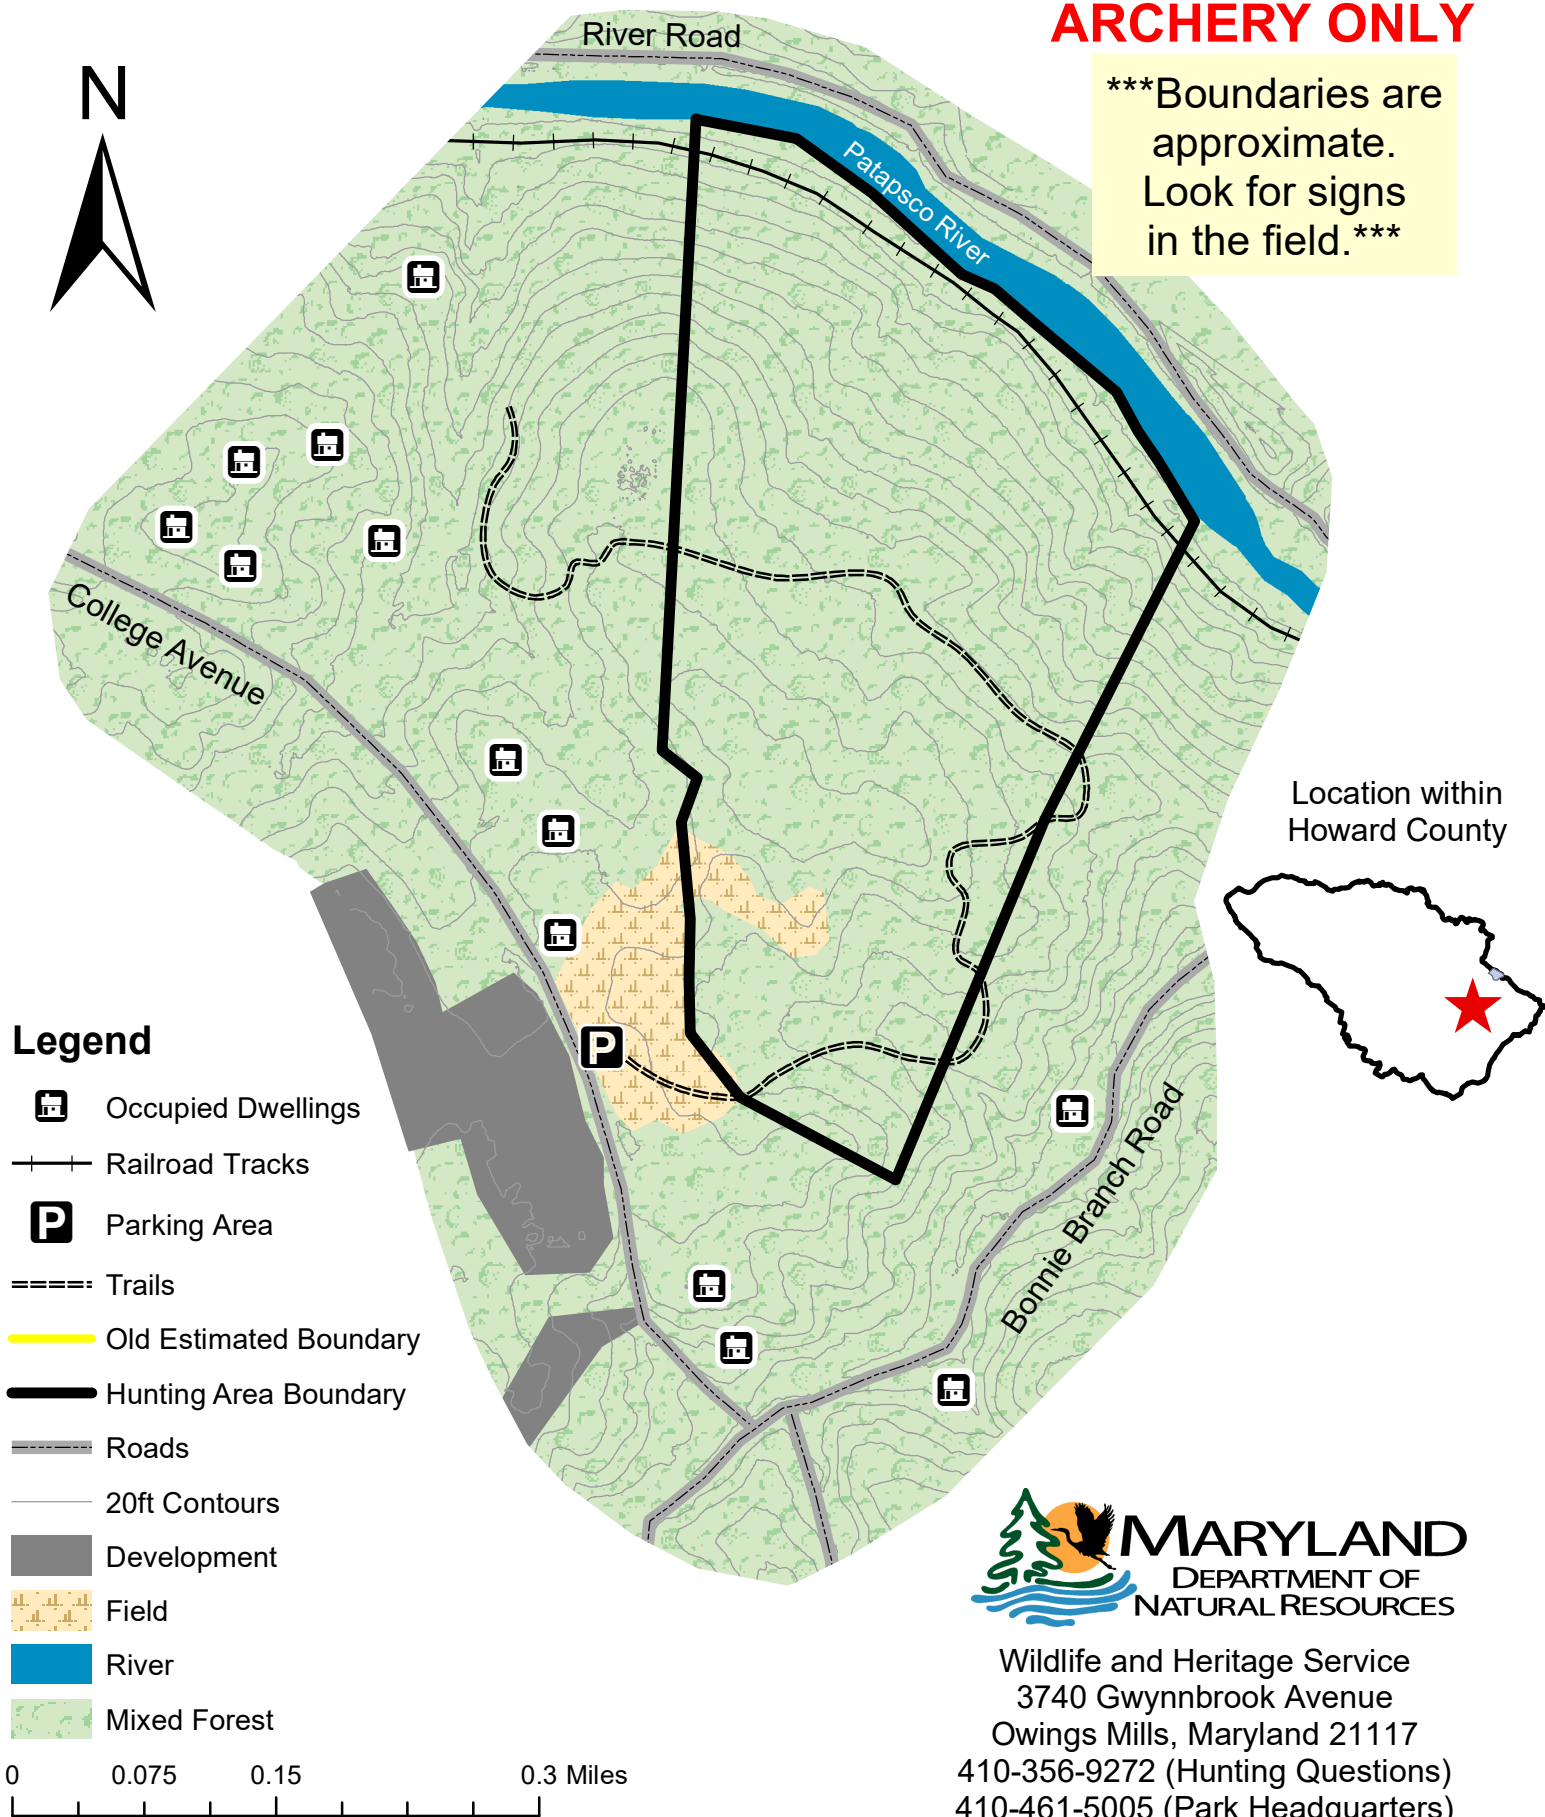 ARCHERY ONLY
***Boundaries are
approximate.
Look for signs
in the field.***
N
River Road
Patapsco River
College Avenue
P
Bonnie Branch Road
Location within
Howard County
Legend
Occupied Dwellings
Railroad Tracks
P
Parking Area
Trails
Old Estimated Boundary
Hunting Area Boundary
Roads
20ft Contours
Development
Field
River
Mixed Forest
0 0.075 0.15 0.3 Miles
MARYLAND
DEPARTMENT OF
NATURAL RESOURCES
Wildlife and Heritage Service
3740 Gwynnbrook Avenue
Owings Mills, Maryland 21117
410-356-9272 (Hunting Questions)
410-461-5005 (Park Headquarters)